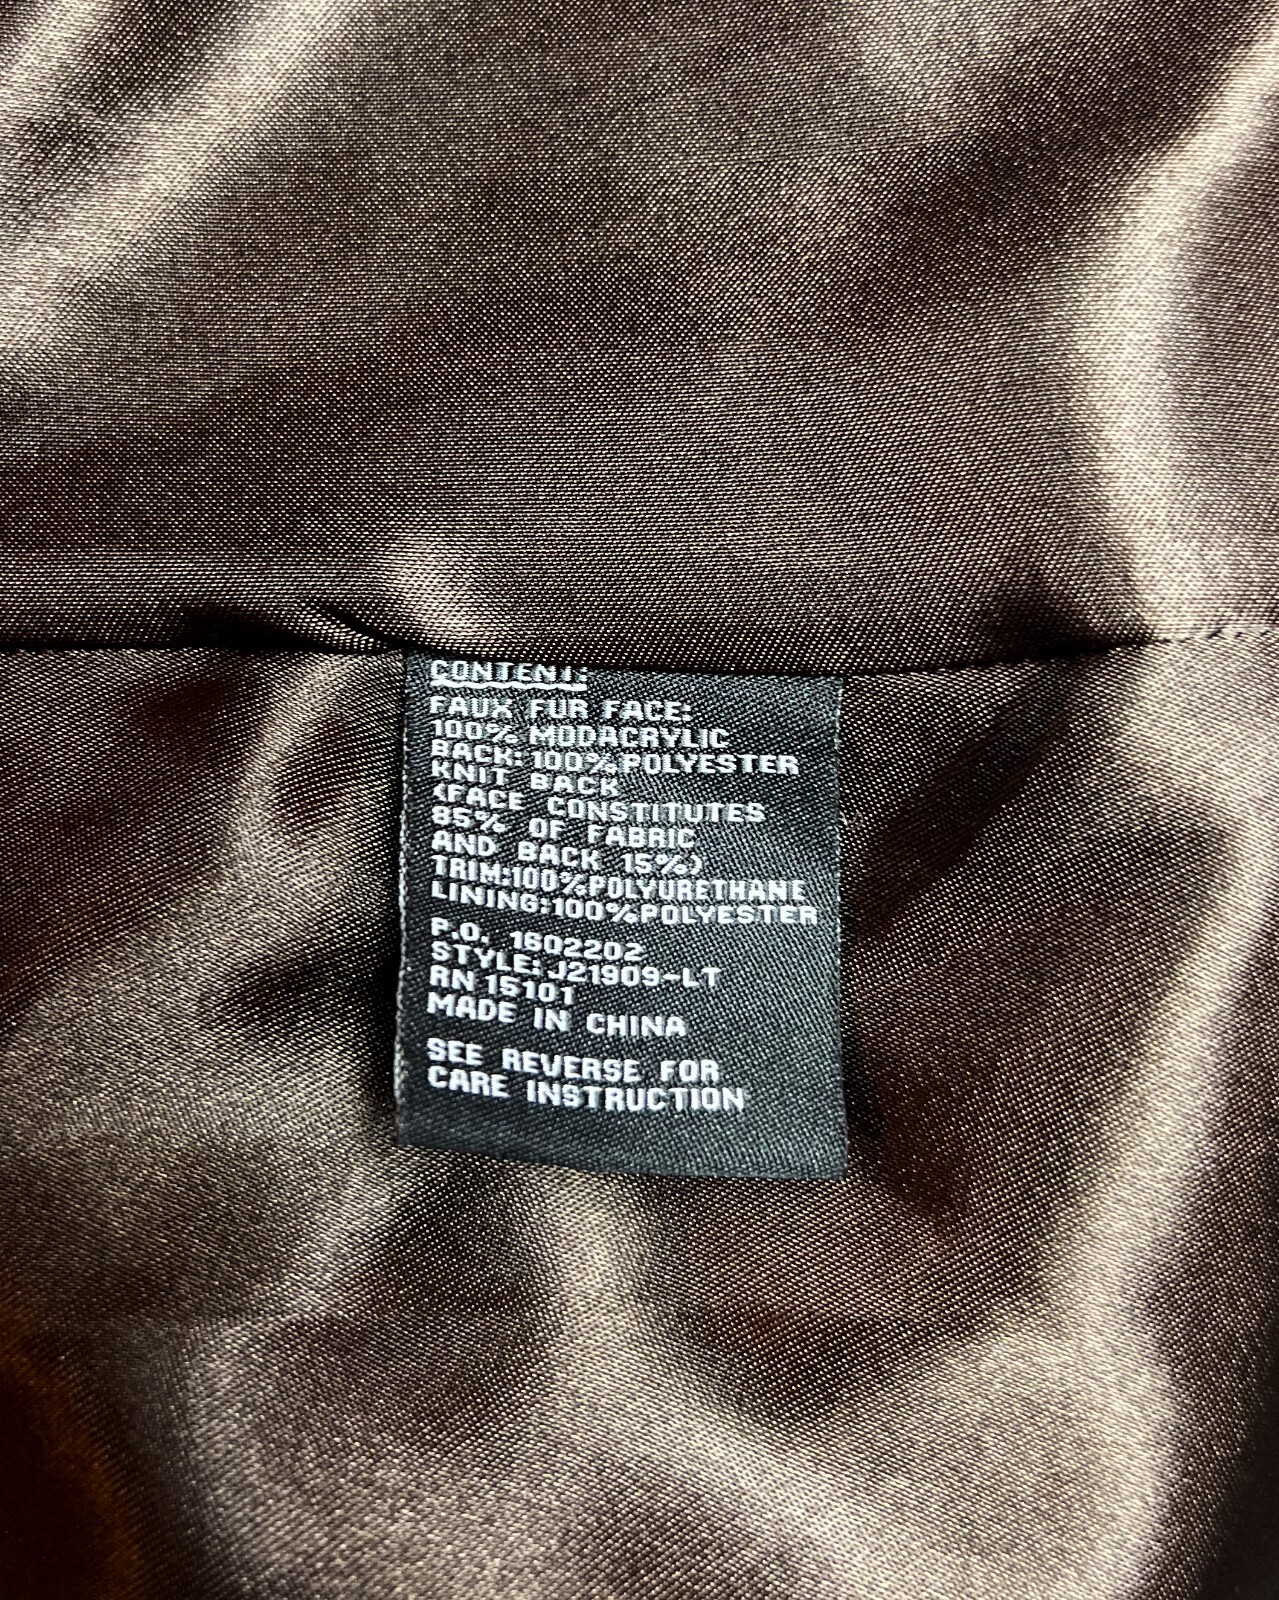 CONTENT:
FAUX FUR FACE:
100% MODACRYLIC
BACK: 100% POLYESTER
KNIT BACK
(FACE CONSTITUTES
85% OF FABRIC
AND BACK 15%)
TRIM:100%POLYURETHANE
LINING:100%POLYESTER
P.O. 1602202
STYLE: J21909-LT
RN 15101
MADE IN CHINA
SEE REVERSE FOR
CARE INSTRUCTION